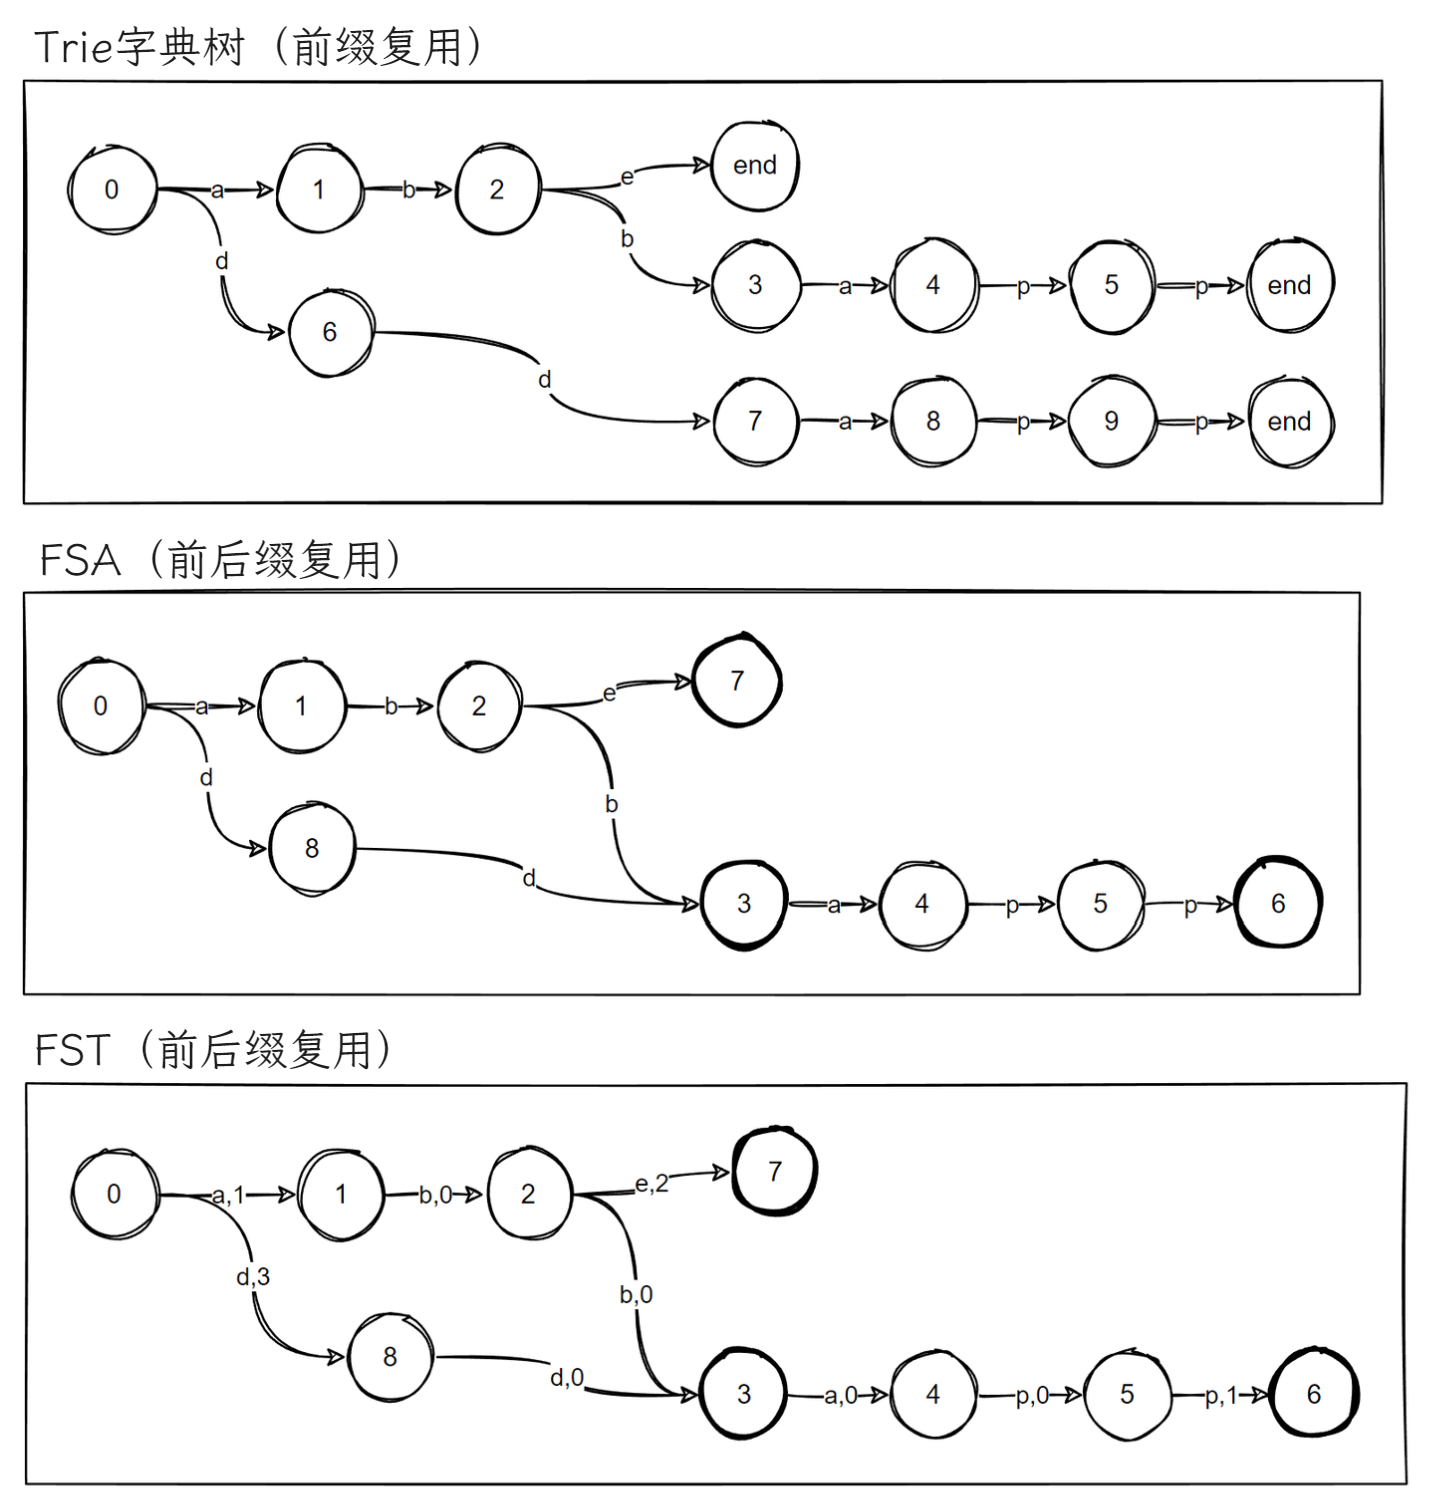 Trie字典树（前缀复用）
0 a 1 b 2 e end
b
d
3 a 4 p 5 p end
6
d
7 a 8 p 9 p end
FSA（前后缀复用）
0 a 1 b 2 e 7
d
b
8
d
3 a 4 p 5 p 6
FST（前后缀复用）
0 a,1 1 b,0 2 e,2 7
d,3
b,0
8
d,0
3 a,0 4 p,0 5 p,1 6